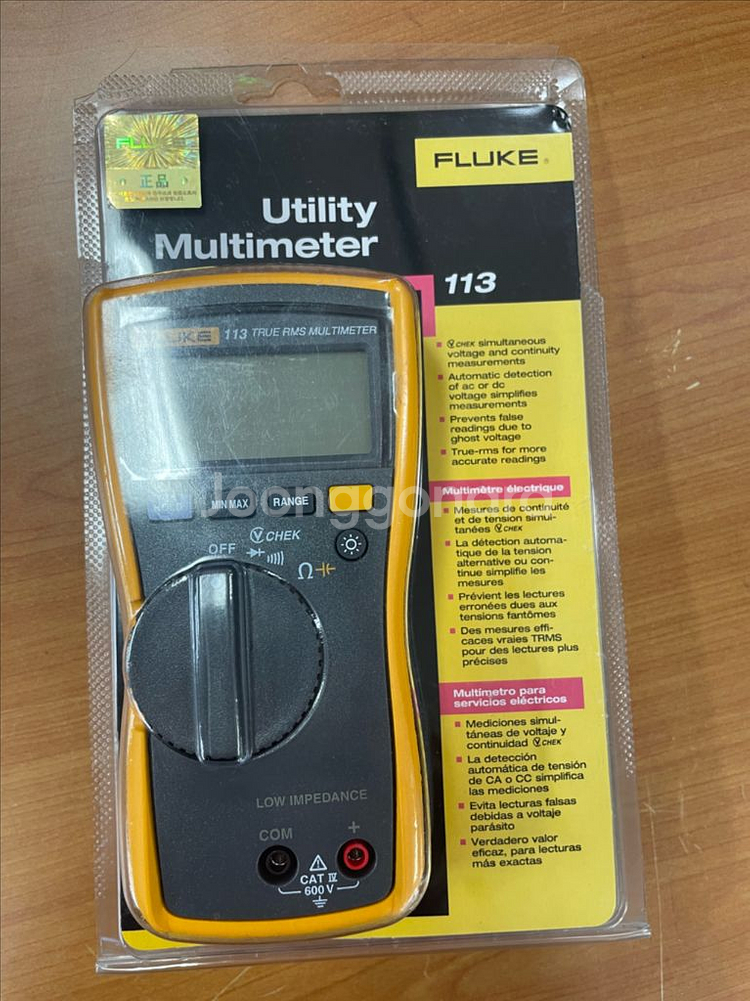 FLUKE
正品
FLUKE®
Utility
Multimeter
113
FLUKE 113 TRUE RMS MULTIMETER
MIN MAX
RANGE
V CHEK
OFF
Ω
LOW IMPEDANCE
COM
+
CAT IV
600 V
VCHEK simultaneous
voltage and continuity
measurements
Automatic detection
of ac or dc
voltage simplifies
measurements
Prevents false
readings due to
ghost voltage
True-rms for more
accurate readings
Multimètre électrique
Mesures de continuité
et de tension simul-
tanées VCHEK
La détection automa-
tique de la tension
alternative ou con-
tinue simplifie les
mesures
Prévient les lectures
erronées dues aux
tensions fantômes
Des mesures effi-
caces vraies TRMS
pour des lectures plus
précises
Multimetro para
servicios eléctricos
Mediciones simul-
táneas de voltaje y
continuidad VCHEK
La detección
automática de tensión
de CA o CC simplifica
las mediciones
Evita lecturas falsas
debidas a voltaje
parásito
Verdadero valor
eficaz, para lecturas
más exactas
Joonggonara